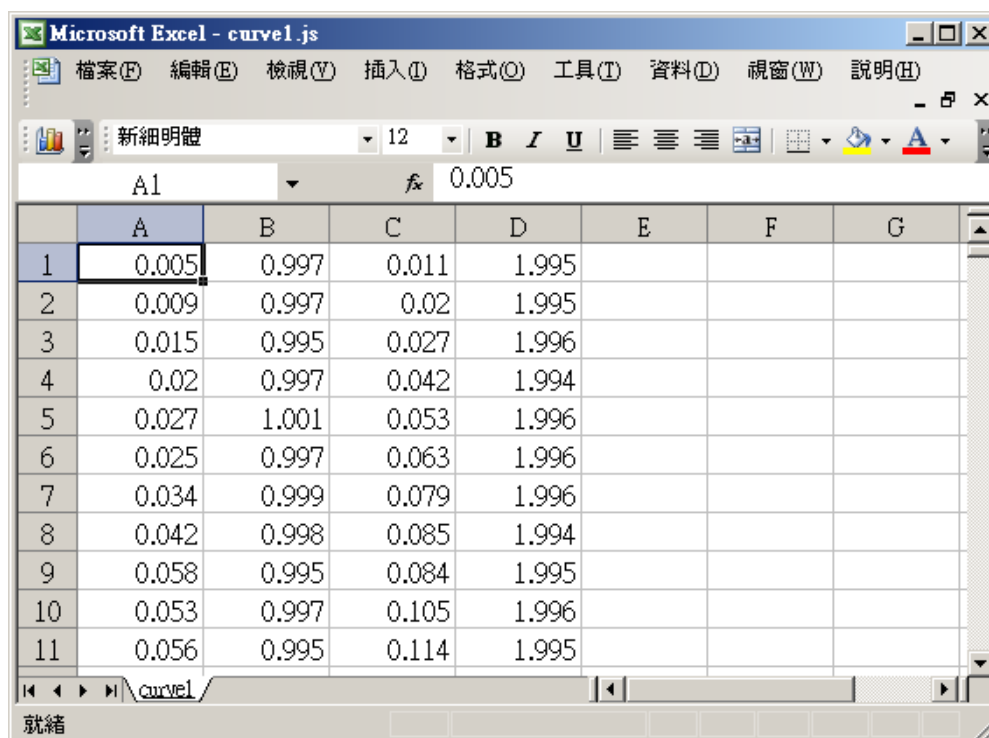 Microsoft Excel - curve1.js
檔案(F) 編輯(E) 檢視(V) 插入(I) 格式(O) 工具(T) 資料(D) 視窗(W) 說明(H)
新細明體 12 B I U A
A1 fx 0.005
A B C D E F G
1 0.005 0.997 0.011 1.995
2 0.009 0.997 0.02 1.995
3 0.015 0.995 0.027 1.996
4 0.02 0.997 0.042 1.994
5 0.027 1.001 0.053 1.996
6 0.025 0.997 0.063 1.996
7 0.034 0.999 0.079 1.996
8 0.042 0.998 0.085 1.994
9 0.058 0.995 0.084 1.995
10 0.053 0.997 0.105 1.996
11 0.056 0.995 0.114 1.995
curve1
就緒